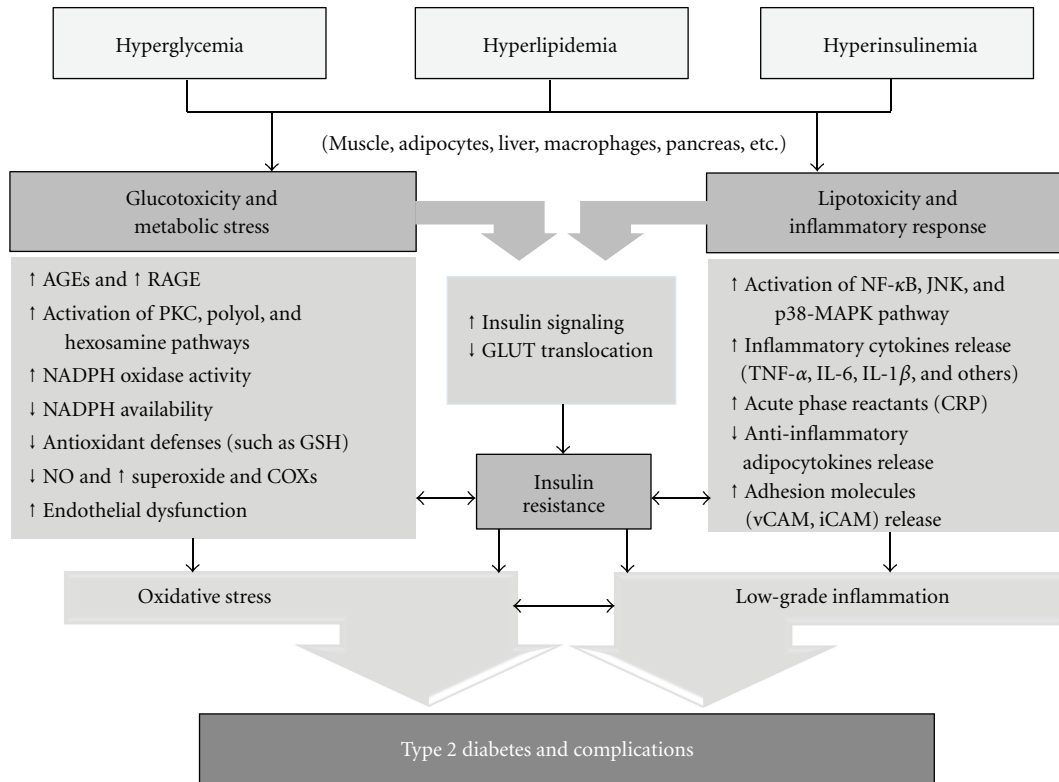 Hyperglycemia
Hyperlipidemia
Hyperinsulinemia
(Muscle, adipocytes, liver, macrophages, pancreas, etc.)
Glucotoxicity and
metabolic stress
Lipotoxicity and
inflammatory response
↑ AGEs and ↑ RAGE
↑ Activation of PKC, polyol, and
hexosamine pathways
↑ NADPH oxidase activity
↓ NADPH availability
↓ Antioxidant defenses (such as GSH)
↓ NO and ↑ superoxide and COXs
↑ Endothelial dysfunction
↑ Insulin signaling
↓ GLUT translocation
↑ Activation of NF-κB, JNK, and
p38-MAPK pathway
↑ Inflammatory cytokines release
(TNF-α, IL-6, IL-1β, and others)
↑ Acute phase reactants (CRP)
↓ Anti-inflammatory
adipocytokines release
↑ Adhesion molecules
(vCAM, iCAM) release
Insulin
resistance
Oxidative stress
Low-grade inflammation
Type 2 diabetes and complications